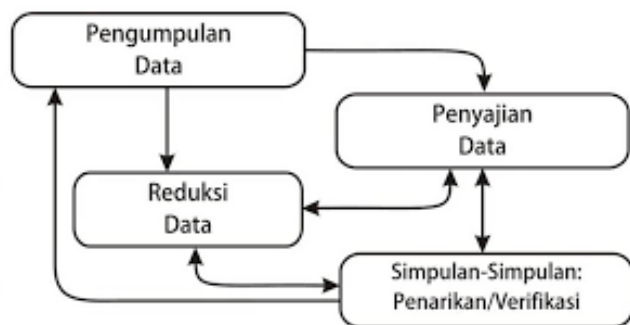 Pengumpulan
Data
Penyajian
Data
Reduksi
Data
Simpulan-Simpulan:
Penarikan/Verifikasi